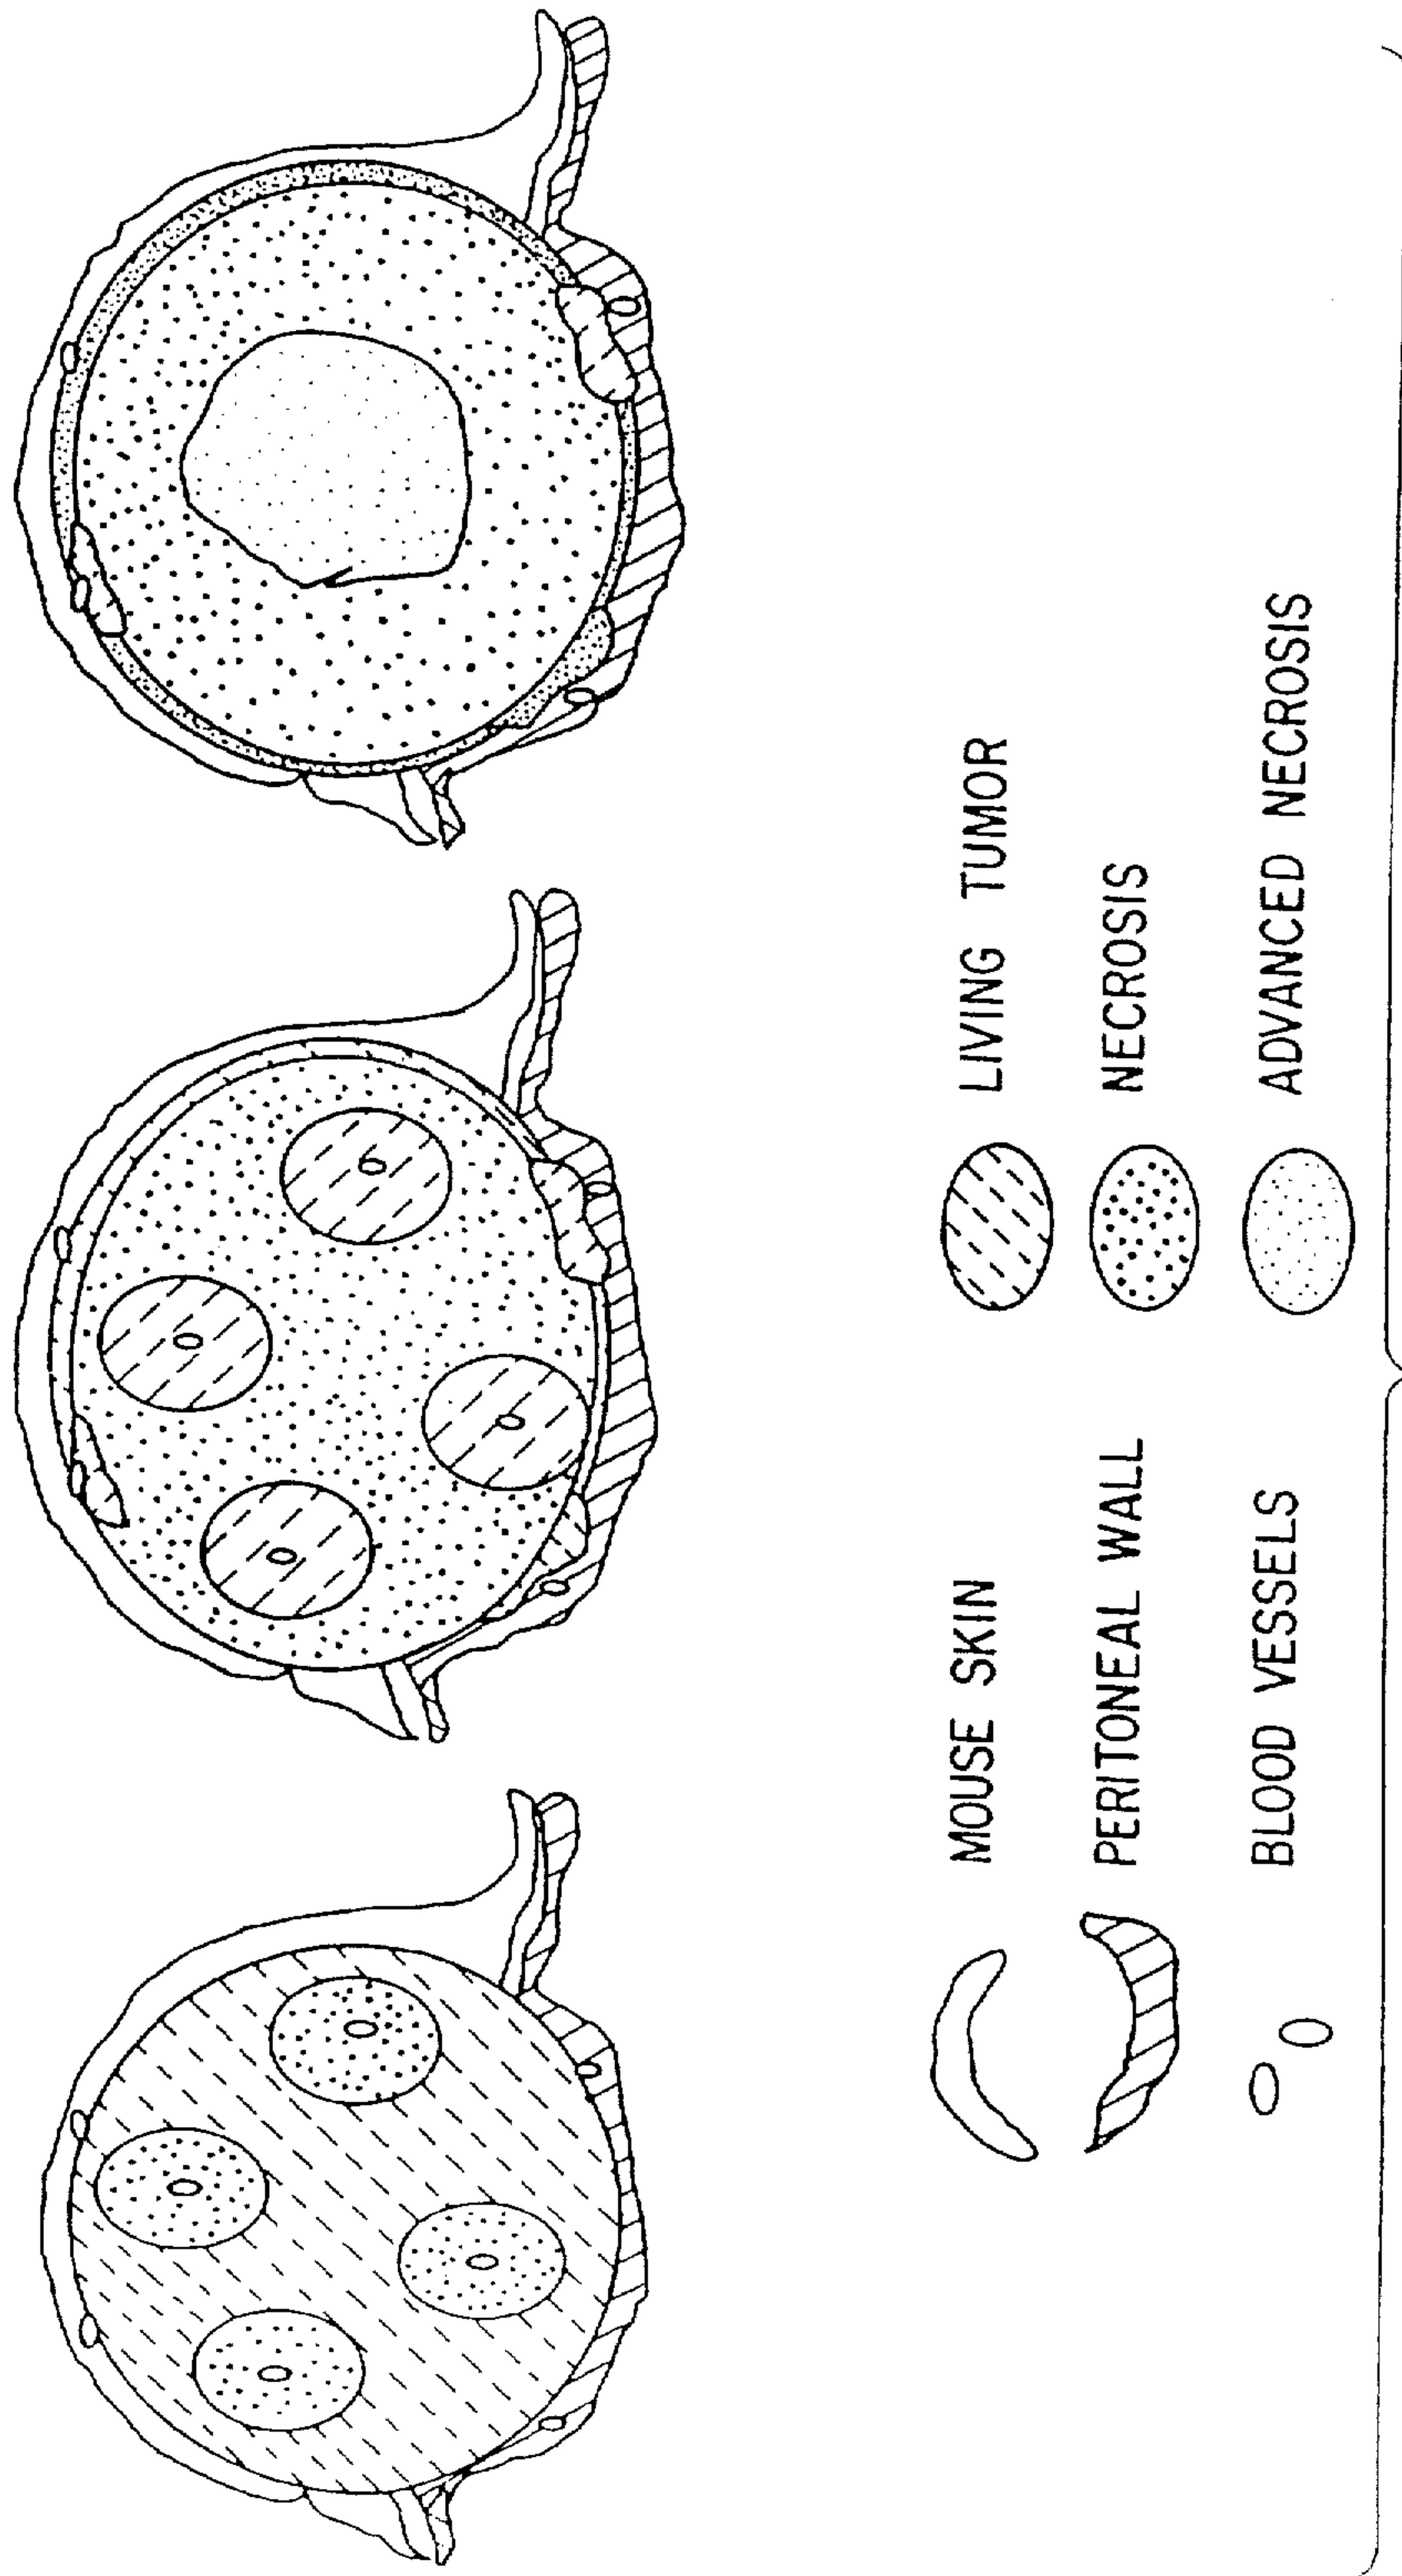 MOUSE SKIN
PERITONEAL WALL
BLOOD VESSELS
LIVING TUMOR
NECROSIS
ADVANCED NECROSIS